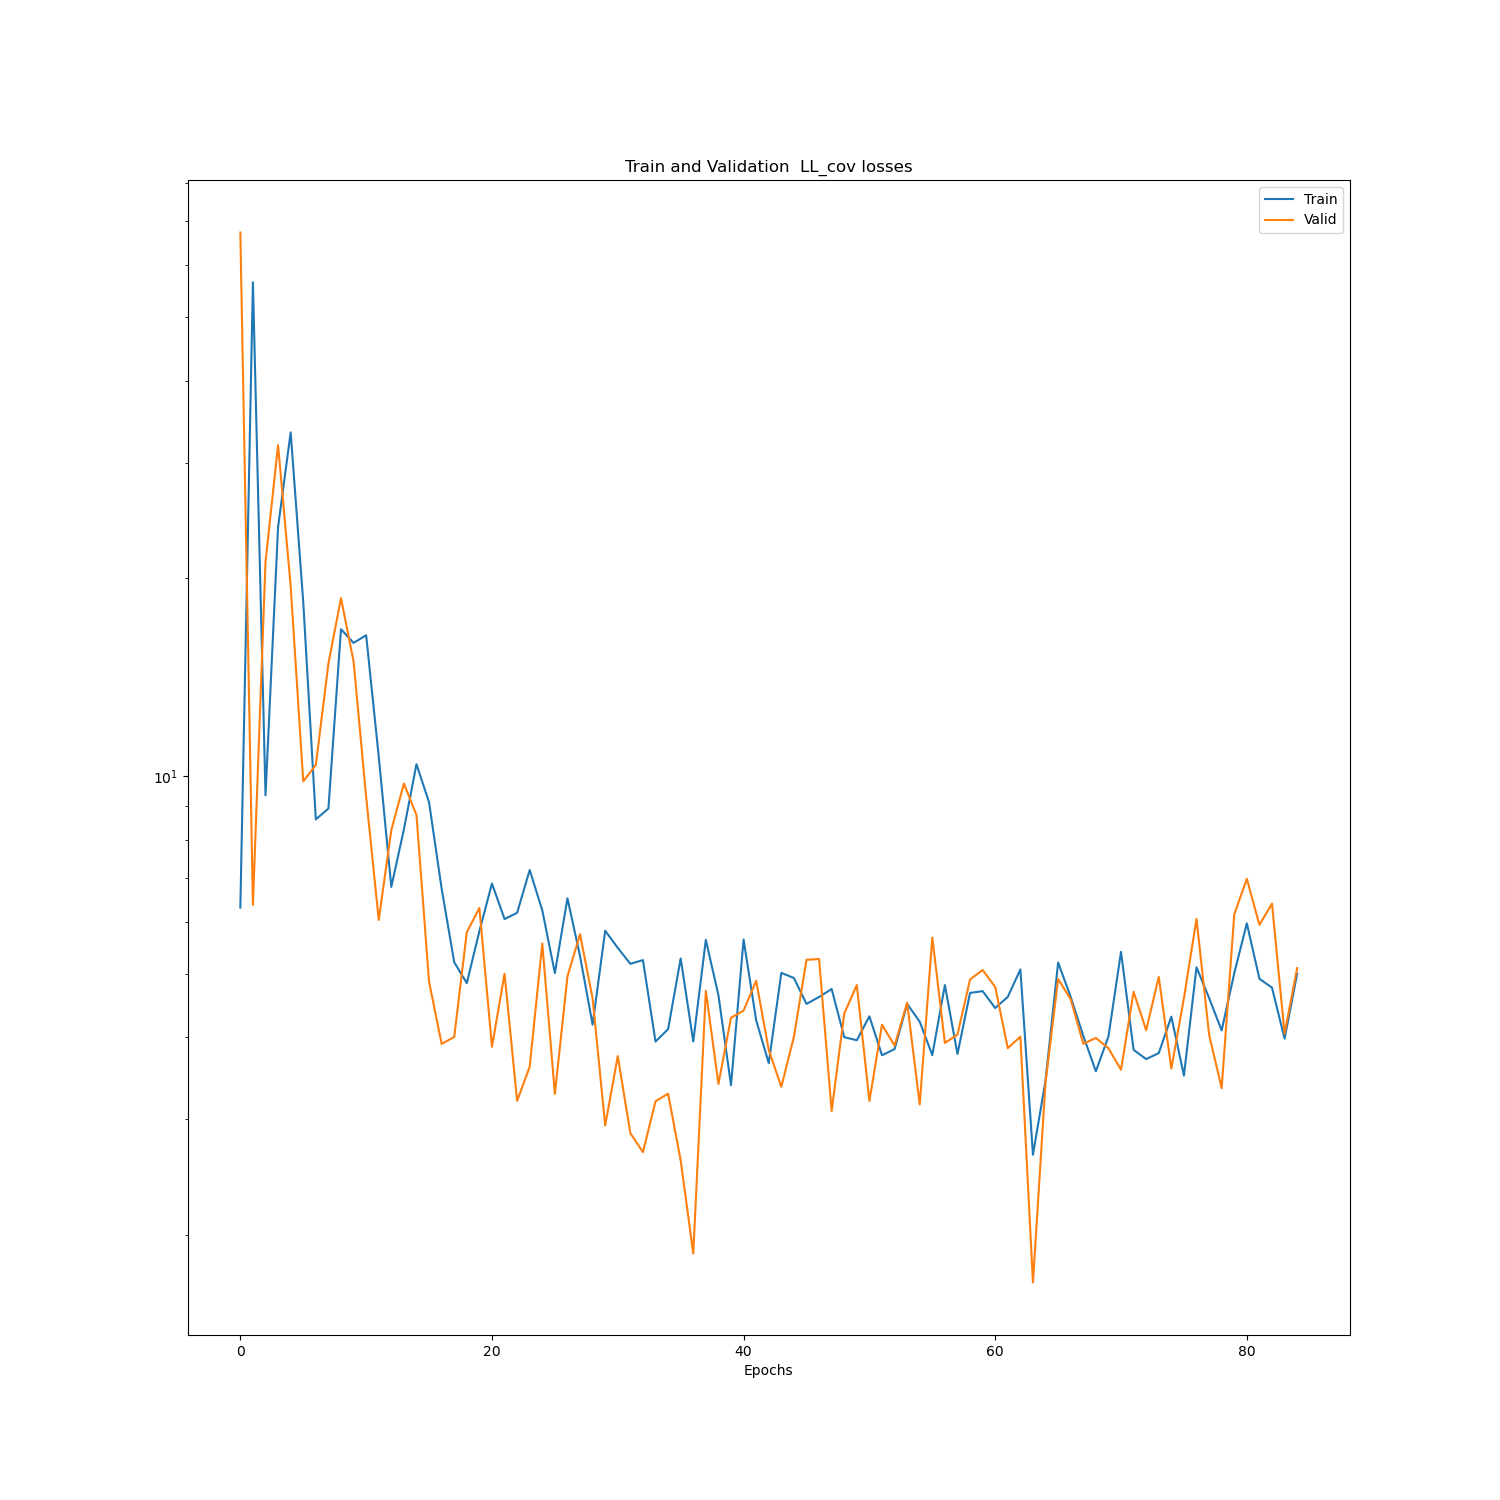 Train and Validation  LL_cov losses
Train
Valid
10¹
0 20 40 60 80
Epochs